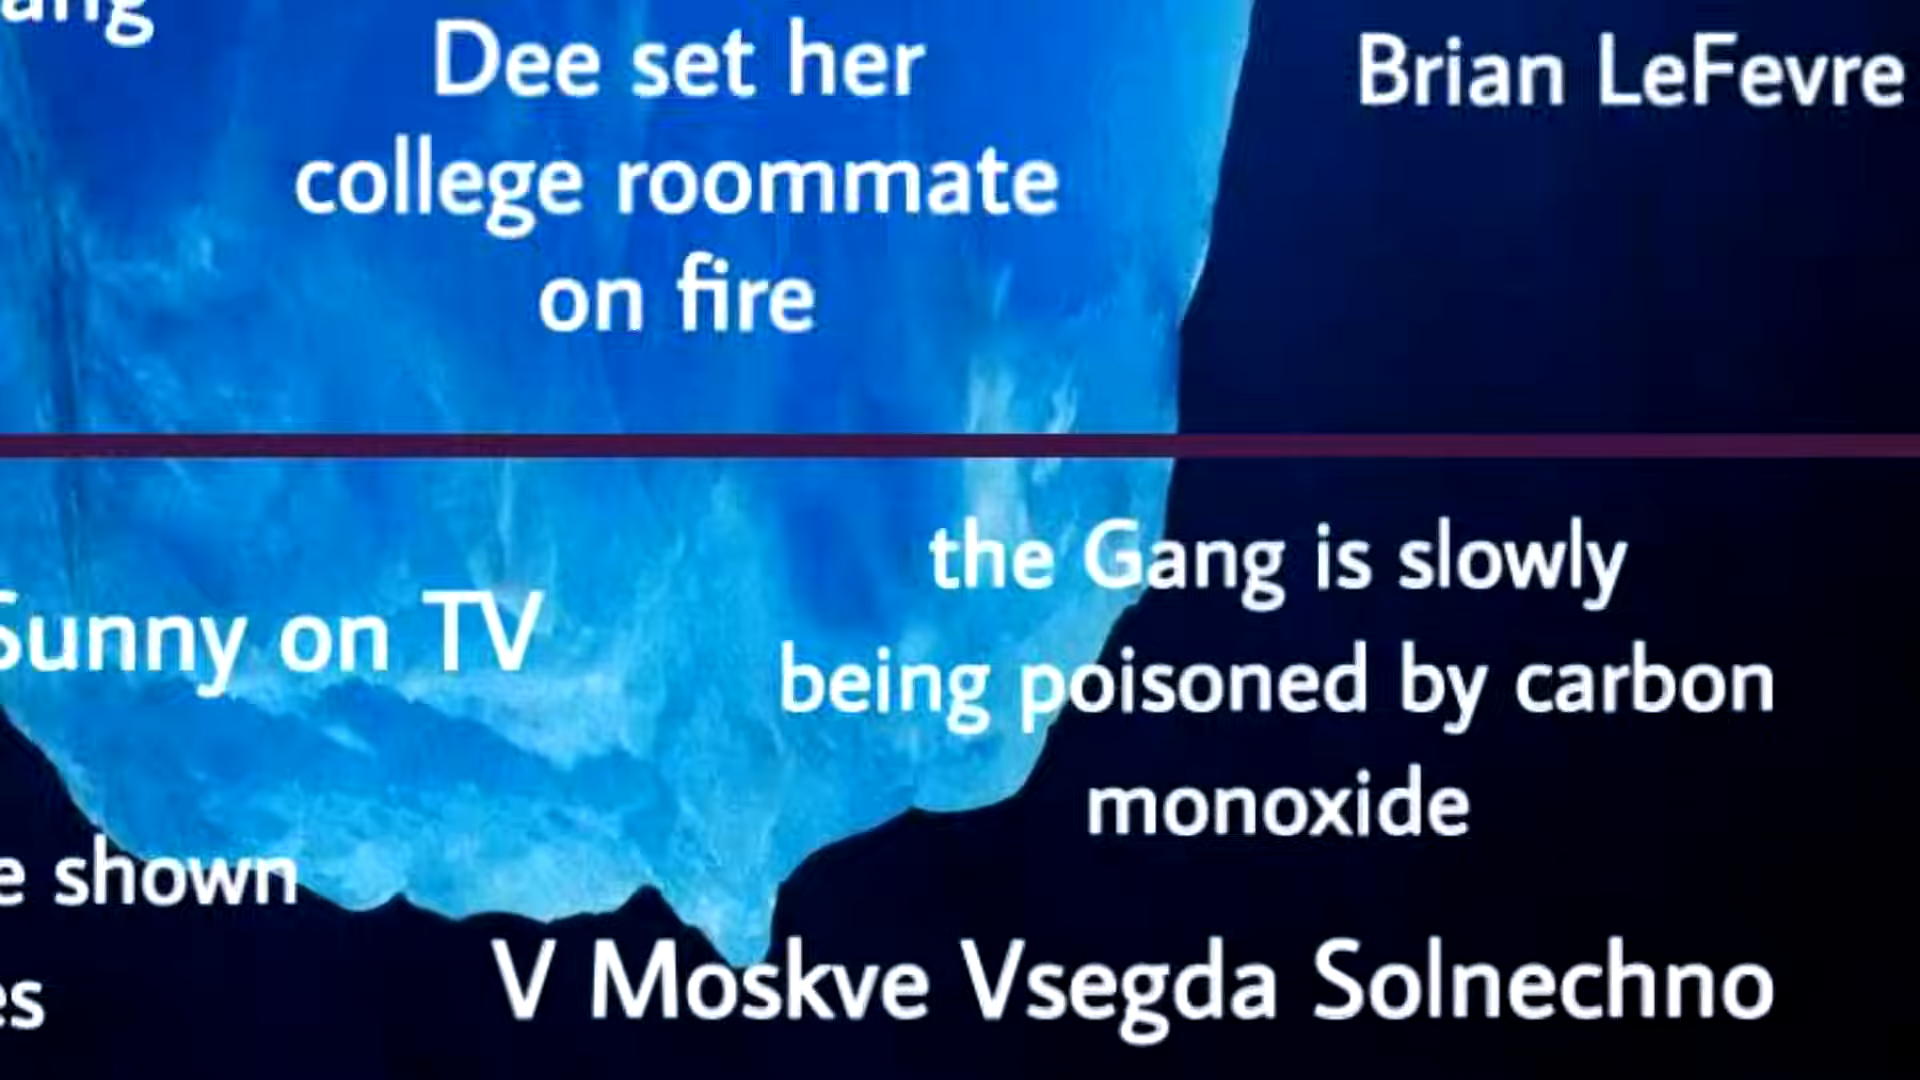 Dee set her
college roommate
on fire
Brian LeFevre
Sunny on TV
the Gang is slowly
being poisoned by carbon
monoxide
shown
V Moskve Vsegda Solnechno